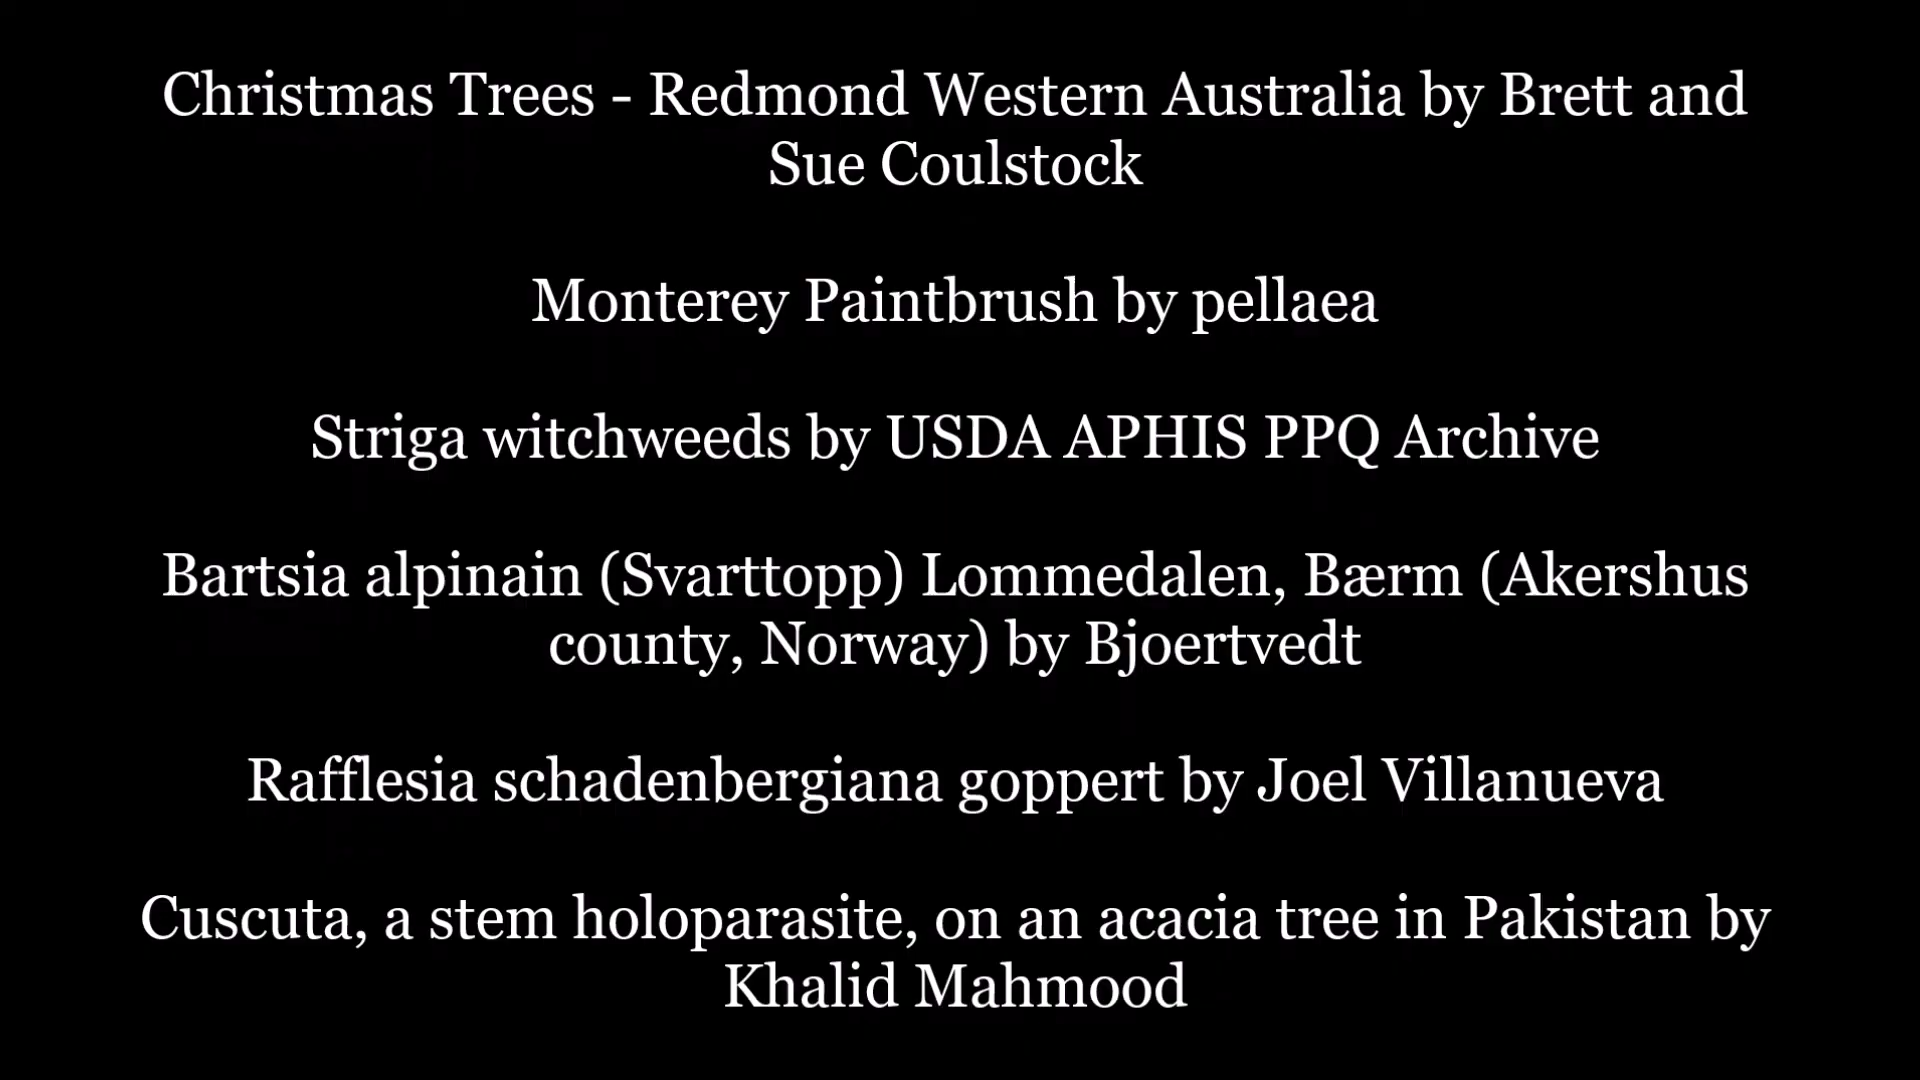 Christmas Trees - Redmond Western Australia by Brett and
Sue Coulstock
Monterey Paintbrush by pellaea
Striga witchweeds by USDA APHIS PPQ Archive
Bartsia alpinain (Svarttopp) Lommedalen, Bærm (Akershus
county, Norway) by Bjoertvedt
Rafflesia schadenbergiana goppert by Joel Villanueva
Cuscuta, a stem holoparasite, on an acacia tree in Pakistan by
Khalid Mahmood